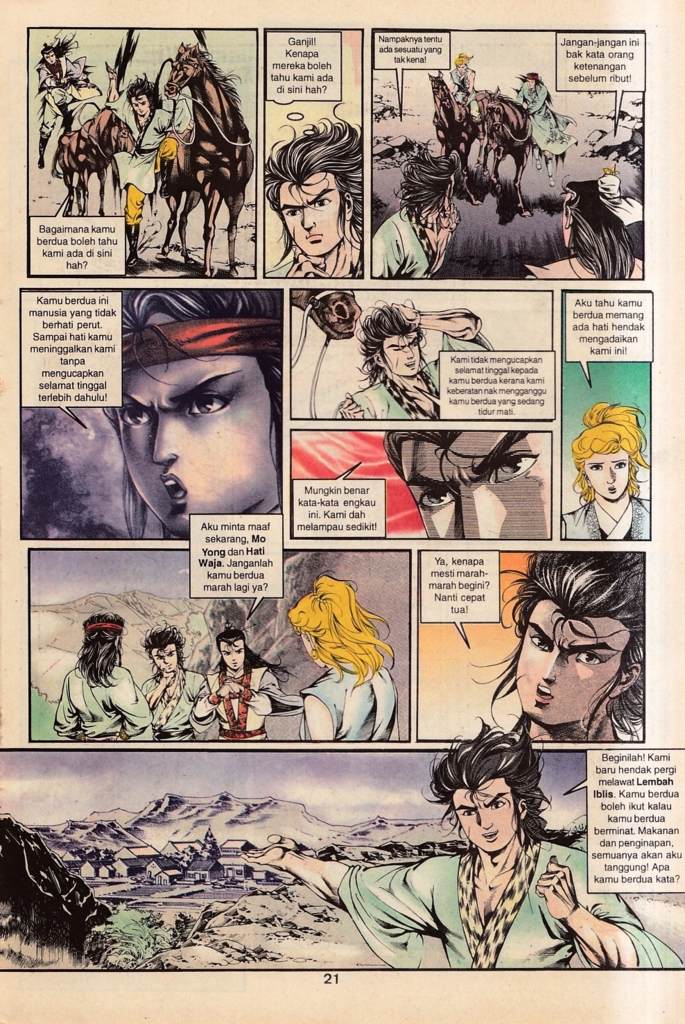 Bagaimana kamu
berdua boleh tahu
kami ada di sini
hah?
Ganjil!
Kenapa
mereka boleh
tahu kami ada
di sini hah?
Nampaknya tentu
ada sesuatu yang
tak kena!
Jangan-jangan ini
bak kata orang
ketenangan
sebelum ribut!
Kamu berdua ini
manusia yang tidak
berhati perut.
Sampai hati kamu
meninggalkan kami
tanpa
mengucapkan
selamat tinggal
terlebih dahulu!
Kami tidak mengucapkan
selamat tinggal kepada
kamu berdua kerana kami
keberatan nak mengganggu
kamu berdua yang sedang
tidur mati.
Aku tahu kamu
berdua memang
ada hati hendak
mengadaikan
kami ini!
Mungkin benar
kata-kata engkau
ini. Kami dah
melampau sedikit!
Aku minta maaf
sekarang, Mo
Yong dan Hati
Waja. Janganlah
kamu berdua
marah lagi ya?
Ya, kenapa
mesti marah-
marah begini?
Nanti cepat
tua!
Beginilah! Kami
baru hendak pergi
melawat Lembah
Iblis. Kamu berdua
boleh ikut kalau
kamu berdua
berminat. Makanan
dan penginapan,
semuanya akan aku
tanggung! Apa
kamu berdua kata?
21